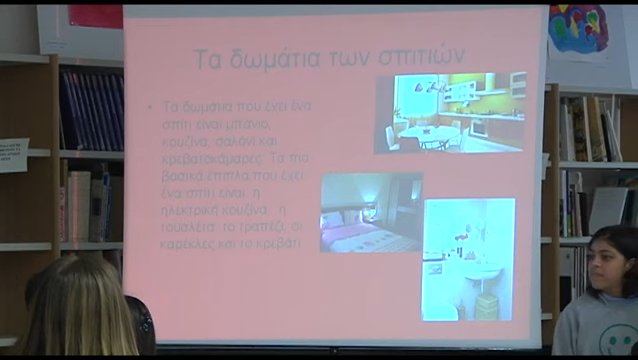 Τα δωμάτια των σπιτιών
• Τα δωμάτια που έχει ένα
σπίτι είναι μπάνιο,
κουζίνα, σαλόνι και
κρεβατοκάμαρες. Τα πιο
βασικά έπιπλα που έχει
ένα σπίτι είναι η
ηλεκτρική κουζίνα, η
τουαλέτα το τραπέζι, οι
καρέκλες και το κρεβάτι